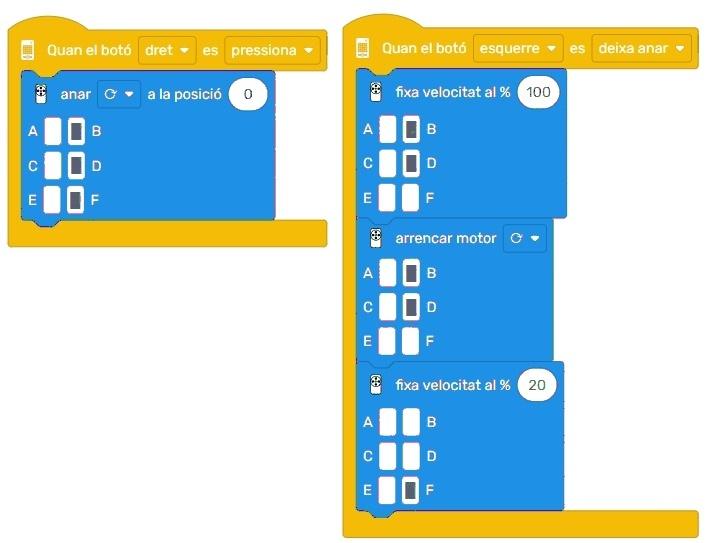 Quan el botó dret es pressiona
anar a la posició 0
A B
C D
E F
Quan el botó esquerre es deixa anar
fixa velocitat al % 100
A B
C D
E F
arrencar motor
A B
C D
E F
fixa velocitat al % 20
A B
C D
E F